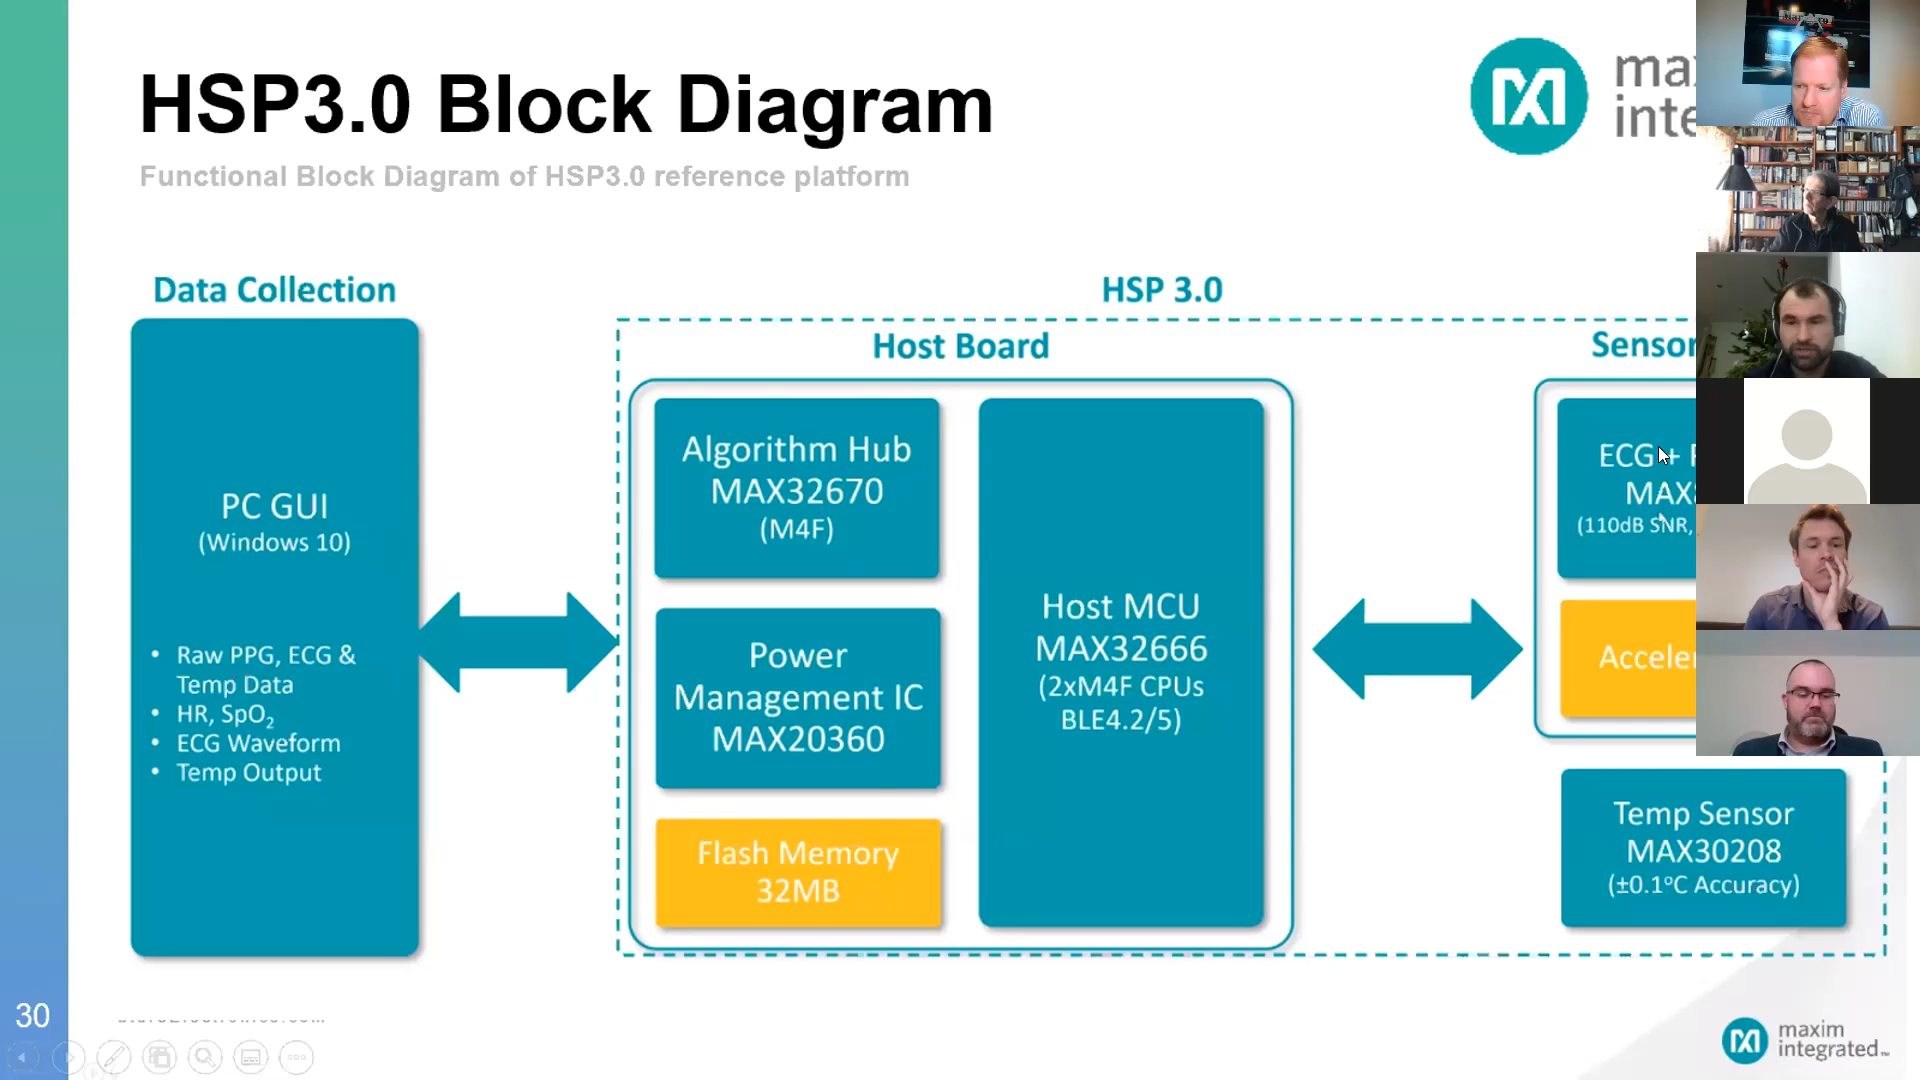 HSP3.0 Block Diagram
Functional Block Diagram of HSP3.0 reference platform
Data Collection
PC GUI
(Windows 10)
• Raw PPG, ECG &
Temp Data
• HR, SpO₂
• ECG Waveform
• Temp Output
HSP 3.0
Host Board
Algorithm Hub
MAX32670
(M4F)
Power
Management IC
MAX20360
Flash Memory
32MB
Host MCU
MAX32666
(2xM4F CPUs
BLE4.2/5)
Sensor
ECG +
MAX
(110dB SNR,
Temp Sensor
MAX30208
(±0.1°C Accuracy)
30
maxim
integrated™